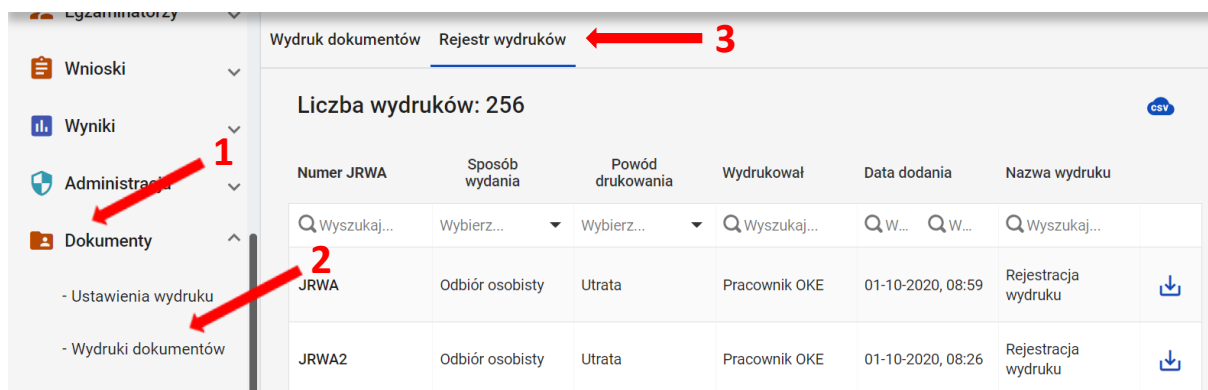 Egzaminatorzy
Wnioski
Wyniki
1
Administracja
Dokumenty
2
- Ustawienia wydruku
- Wydruki dokumentów
Wydruk dokumentów Rejestr wydruków 3
Liczba wydruków: 256
CSV
Numer JRWA
Sposób
wydania
Powód
drukowania
Wydrukował
Data dodania
Nazwa wydruku
Wyszukaj... Wybierz... Wybierz... Wyszukaj... W... W... Wyszukaj...
JRWA Odbiór osobisty Utrata Pracownik OKE 01-10-2020, 08:59 Rejestracja
wydruku
JRWA2 Odbiór osobisty Utrata Pracownik OKE 01-10-2020, 08:26 Rejestracja
wydruku